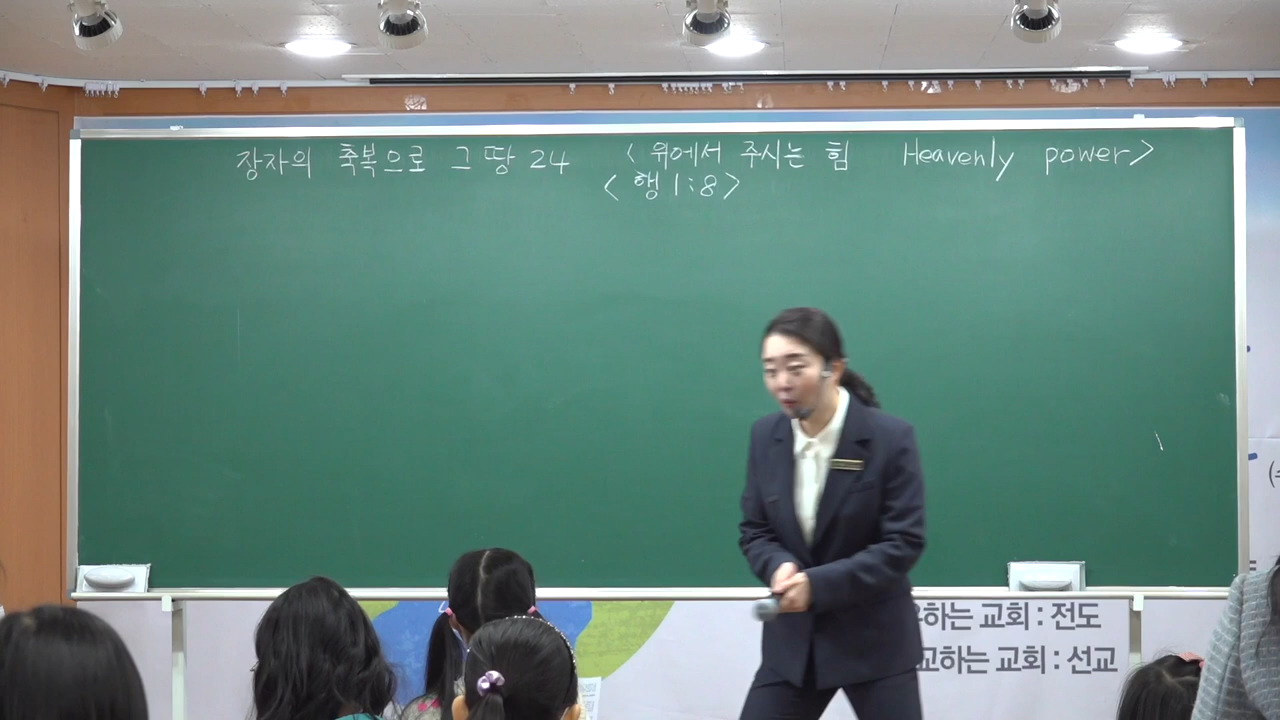 장자의 축복으로 그 땅 24 < 위에서 주시는 힘 Heavenly power>
< 행 1:8 >
하는 교회 : 전도
교하는 교회 : 선교